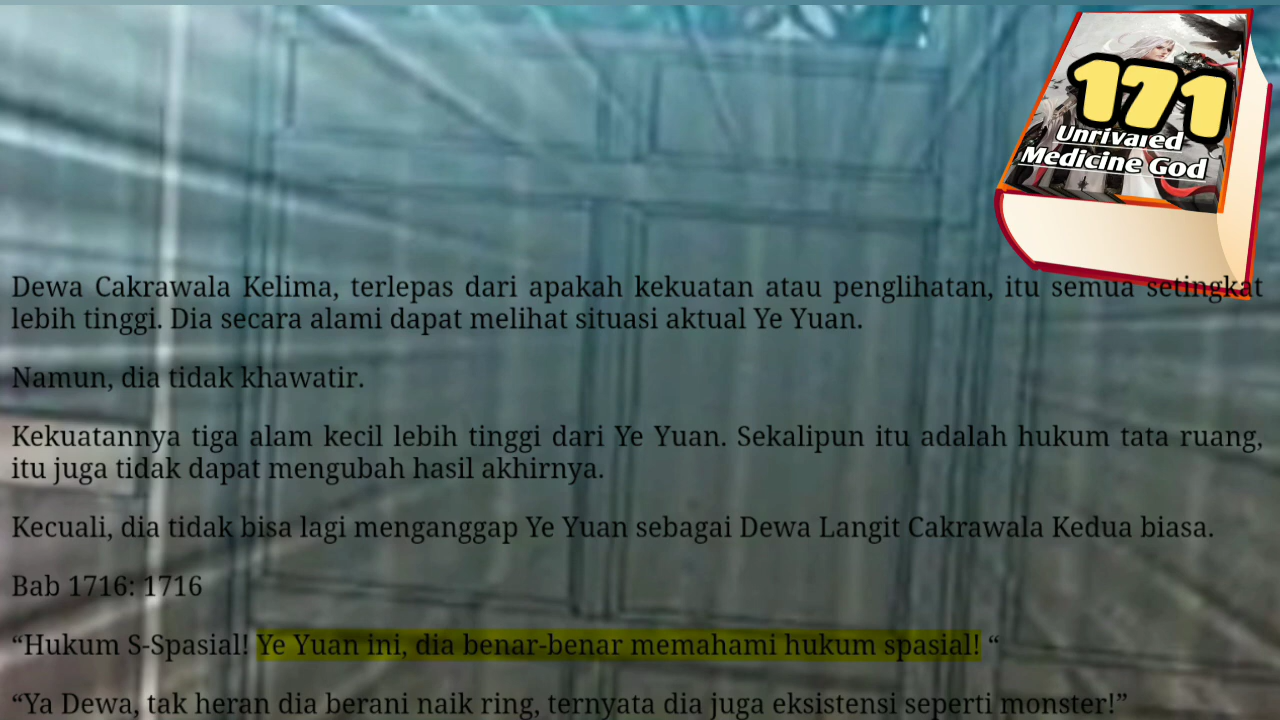 171
Unrivaled
Medicine God
Dewa Cakrawala Kelima, terlepas dari apakah kekuatan atau penglihatan, itu semua setingkat
lebih tinggi. Dia secara alami dapat melihat situasi aktual Ye Yuan.
Namun, dia tidak khawatir.
Kekuatannya tiga alam kecil lebih tinggi dari Ye Yuan. Sekalipun itu adalah hukum tata ruang,
itu juga tidak dapat mengubah hasil akhirnya.
Kecuali, dia tidak bisa lagi menganggap Ye Yuan sebagai Dewa Langit Cakrawala Kedua biasa.
Bab 1716: 1716
“Hukum S-Spasial! Ye Yuan ini, dia benar-benar memahami hukum spasial! “
“Ya Dewa, tak heran dia berani naik ring, ternyata dia juga eksistensi seperti monster!”